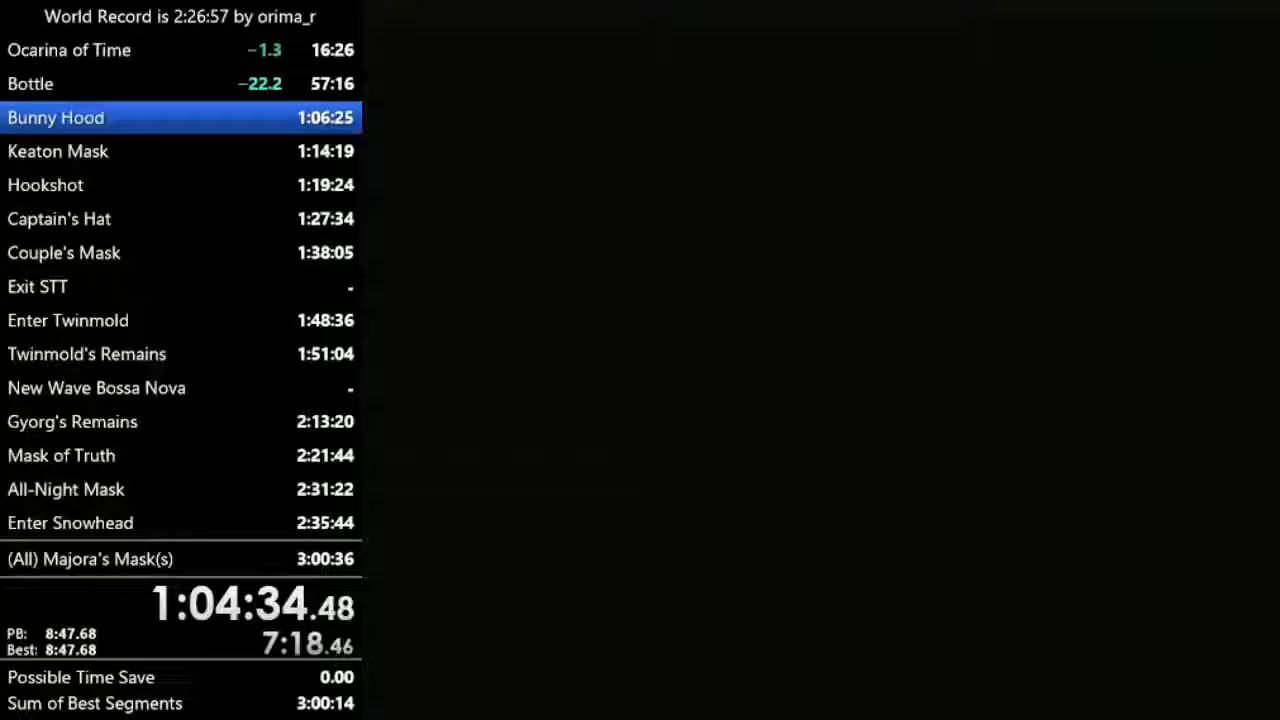 World Record is 2:26:57 by orima_r
Ocarina of Time −1.3 16:26
Bottle −22.2 57:16
Bunny Hood 1:06:25
Keaton Mask 1:14:19
Hookshot 1:19:24
Captain's Hat 1:27:34
Couple's Mask 1:38:05
Exit STT -
Enter Twinmold 1:48:36
Twinmold's Remains 1:51:04
New Wave Bossa Nova -
Gyorg's Remains 2:13:20
Mask of Truth 2:21:44
All-Night Mask 2:31:22
Enter Snowhead 2:35:44
(All) Majora's Mask(s) 3:00:36
1:04:34.48
PB: 8:47.68 7:18.46
Best: 8:47.68
Possible Time Save 0.00
Sum of Best Segments 3:00:14